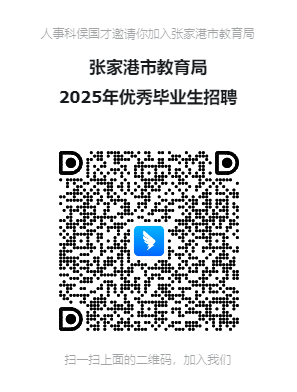 人事科侯国才邀请你加入张家港市教育局
张家港市教育局
2025年优秀毕业生招聘
扫一扫上面的二维码，加入我们